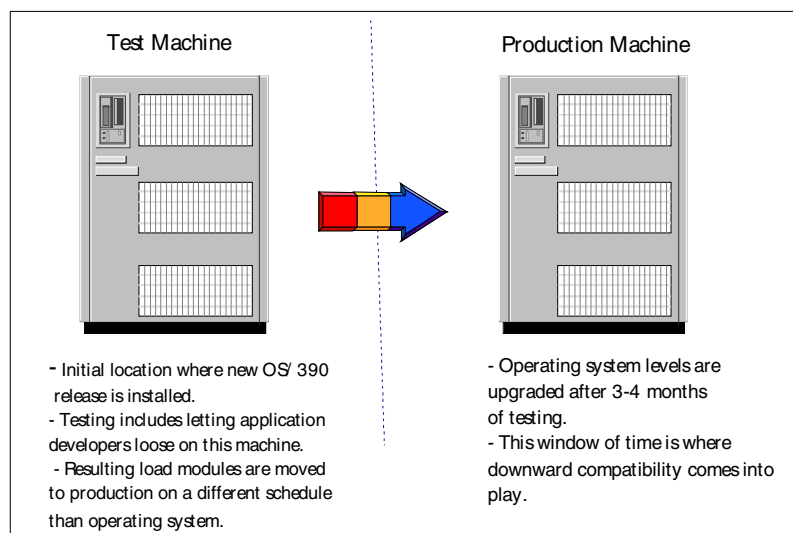 Test Machine
- Initial location where new OS/ 390
release is installed.
- Testing includes letting application
developers loose on this machine.
- Resulting load modules are moved
to production on a different schedule
than operating system.
Production Machine
- Operating system levels are
upgraded after 3-4 months
of testing.
- This window of time is where
downward compatibility comes into
play.